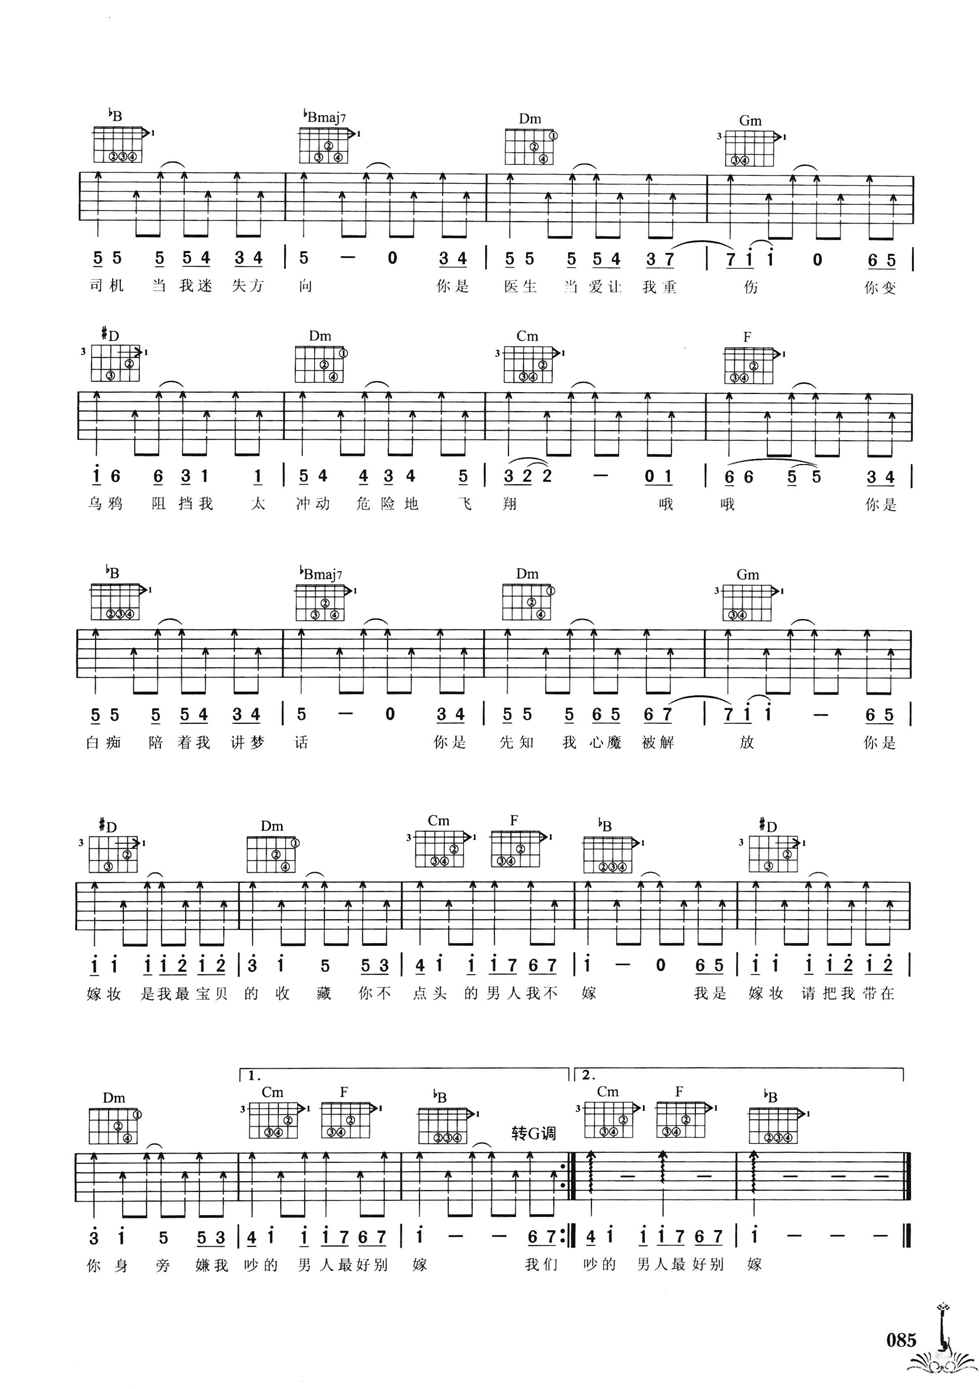 ♭B ♭Bmaj7 Dm Gm
5 5 5 5 4 3 4 | 5 — 0 3 4 | 5 5 5 5 4 3 7 | 7 i i 0 6 5 |
司机 当我迷 失方 向 你是 医生 当爱让 我重 伤 你变
#D Dm Cm F
i 6 6 3 1 1 | 5 4 4 3 4 5 | 3 2 2 — 0 1 | 6 6 5 5 3 4 |
乌鸦 阻挡我 太 冲动 危险地 飞 翔 哦 哦 你是
♭B ♭Bmaj7 Dm Gm
5 5 5 5 4 3 4 | 5 — 0 3 4 | 5 5 5 6 5 6 7 | 7 i i — 6 5 |
白痴 陪着我 讲梦 话 你是 先知 我心魔 被解 放 你是
#D Dm Cm F ♭B #D
i i i i 2 i 2 | 3 i 5 5 3 | 4 i i i 7 6 7 | i — 0 6 5 | i i i i 2 i 2 |
嫁妆 是我最宝贝 的收 藏 你不 点头 的男人我不 嫁 我是 嫁妆 请把我带在
1. 2.
Dm Cm F ♭B 转G调 Cm F ♭B
3 i 5 5 3 | 4 i i i 7 6 7 | i — — 6 7 :| 4 i i i 7 6 7 | i — — — |
你身 旁 嫌我 吵的 男人最好别 嫁 我们 吵的 男人最好别 嫁
085